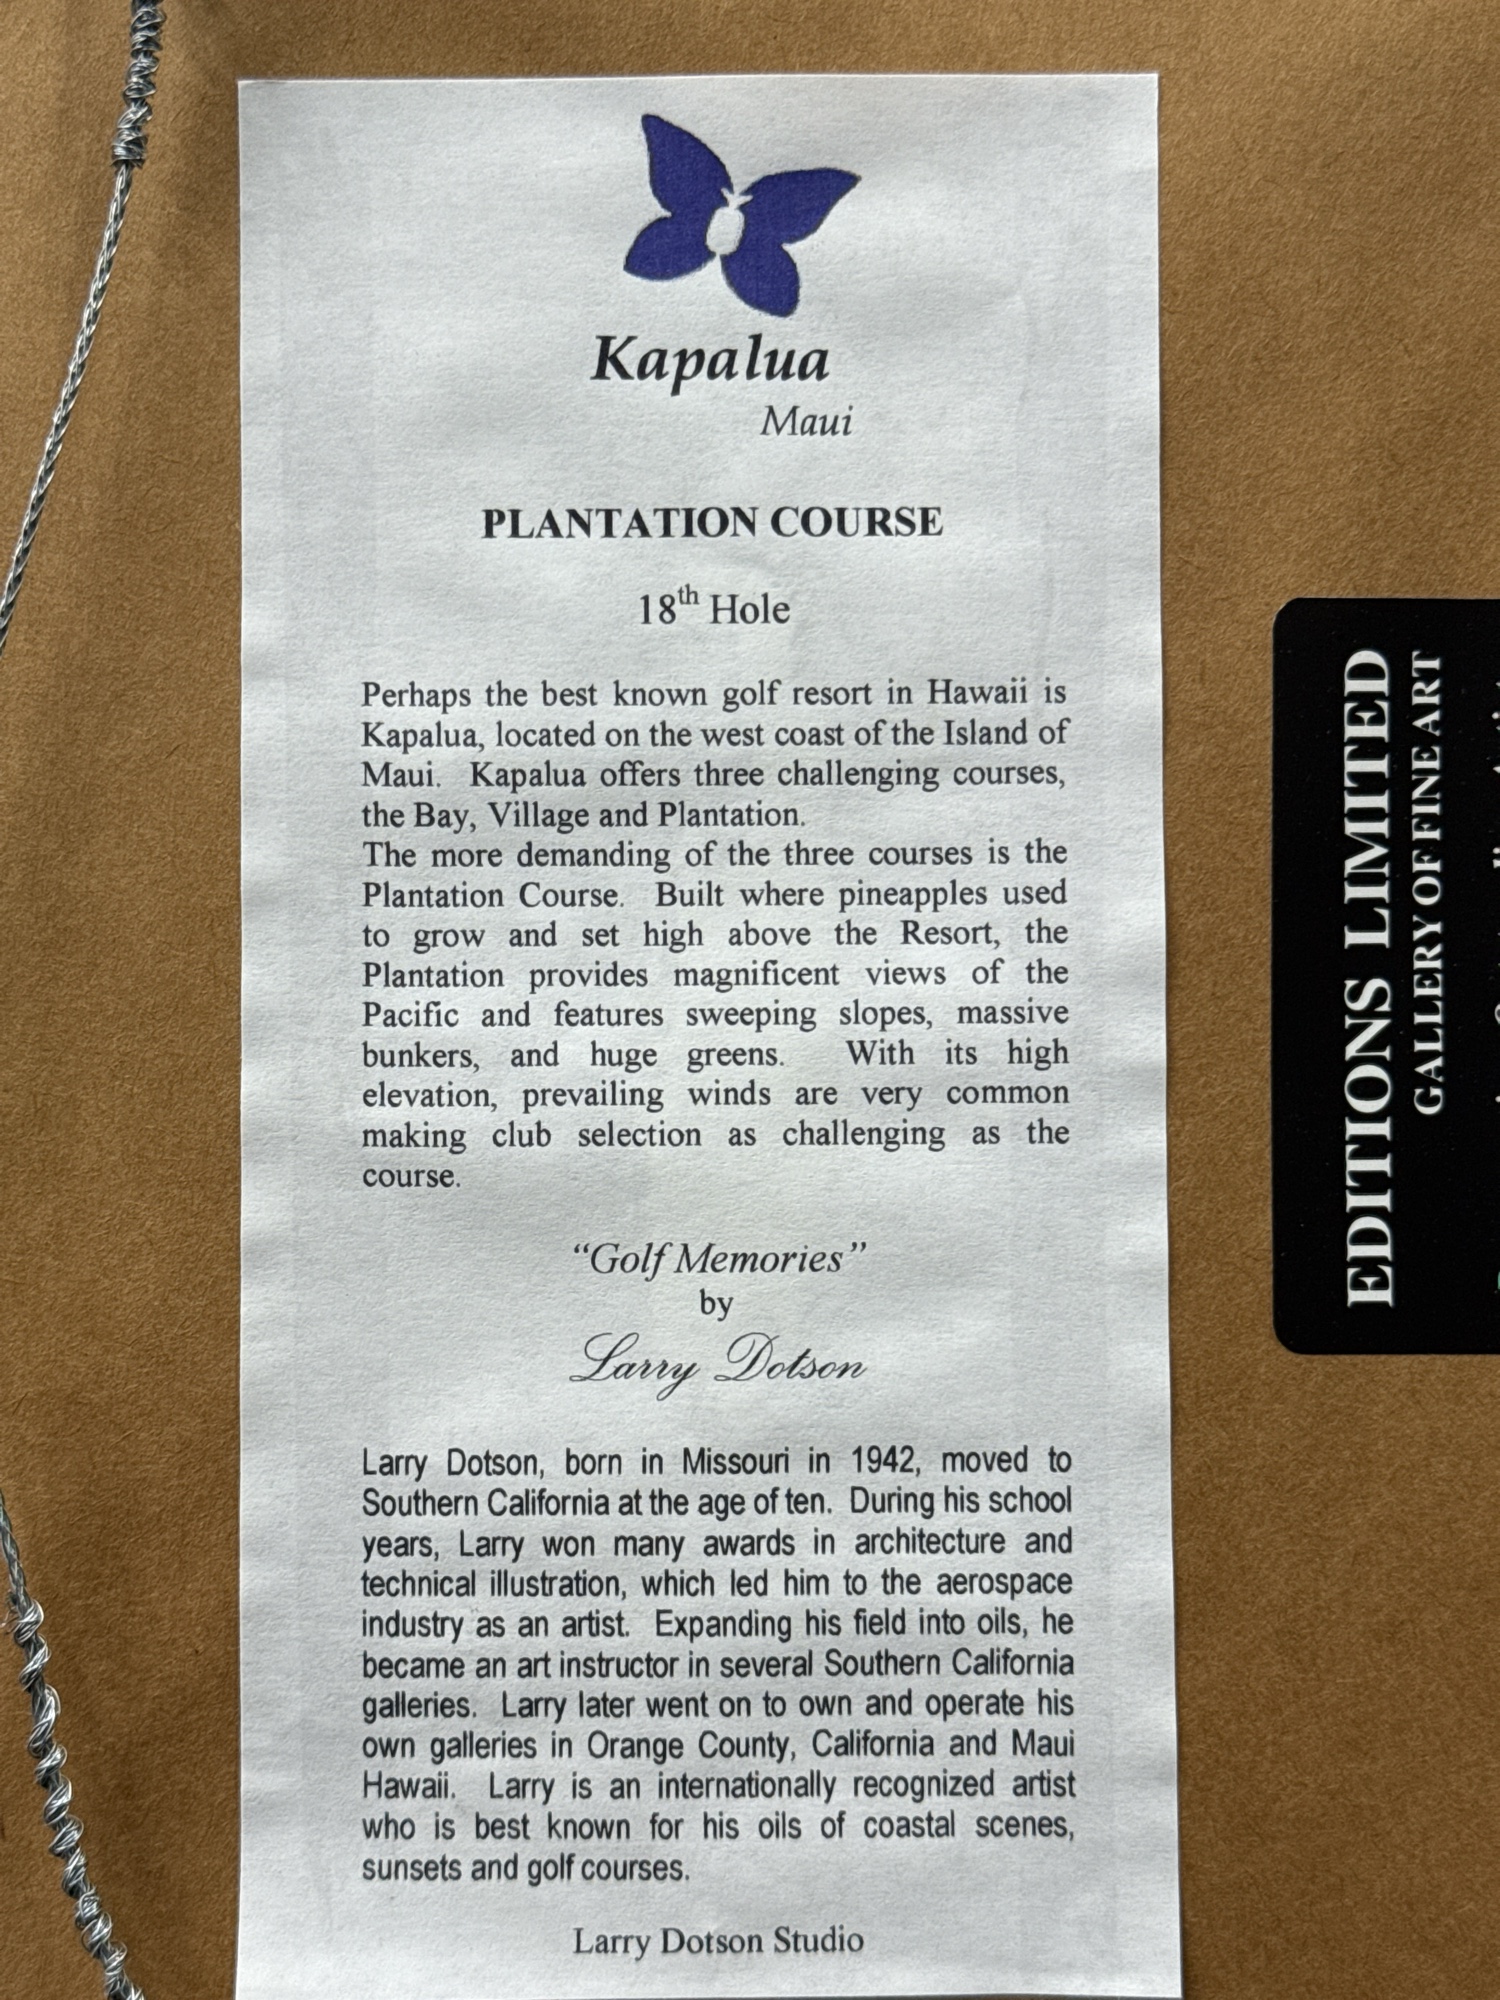 Kapalua
Maui
PLANTATION COURSE
18th Hole
Perhaps the best known golf resort in Hawaii is
Kapalua, located on the west coast of the Island of
Maui. Kapalua offers three challenging courses,
the Bay, Village and Plantation.
The more demanding of the three courses is the
Plantation Course. Built where pineapples used
to grow and set high above the Resort, the
Plantation provides magnificent views of the
Pacific and features sweeping slopes, massive
bunkers, and huge greens. With its high
elevation, prevailing winds are very common
making club selection as challenging as the
course.
“Golf Memories”
by
Larry Dotson
Larry Dotson, born in Missouri in 1942, moved to
Southern California at the age of ten. During his school
years, Larry won many awards in architecture and
technical illustration, which led him to the aerospace
industry as an artist. Expanding his field into oils, he
became an art instructor in several Southern California
galleries. Larry later went on to own and operate his
own galleries in Orange County, California and Maui
Hawaii. Larry is an internationally recognized artist
who is best known for his oils of coastal scenes,
sunsets and golf courses.
Larry Dotson Studio
EDITIONS LIMITED
GALLERY OF FINE ART